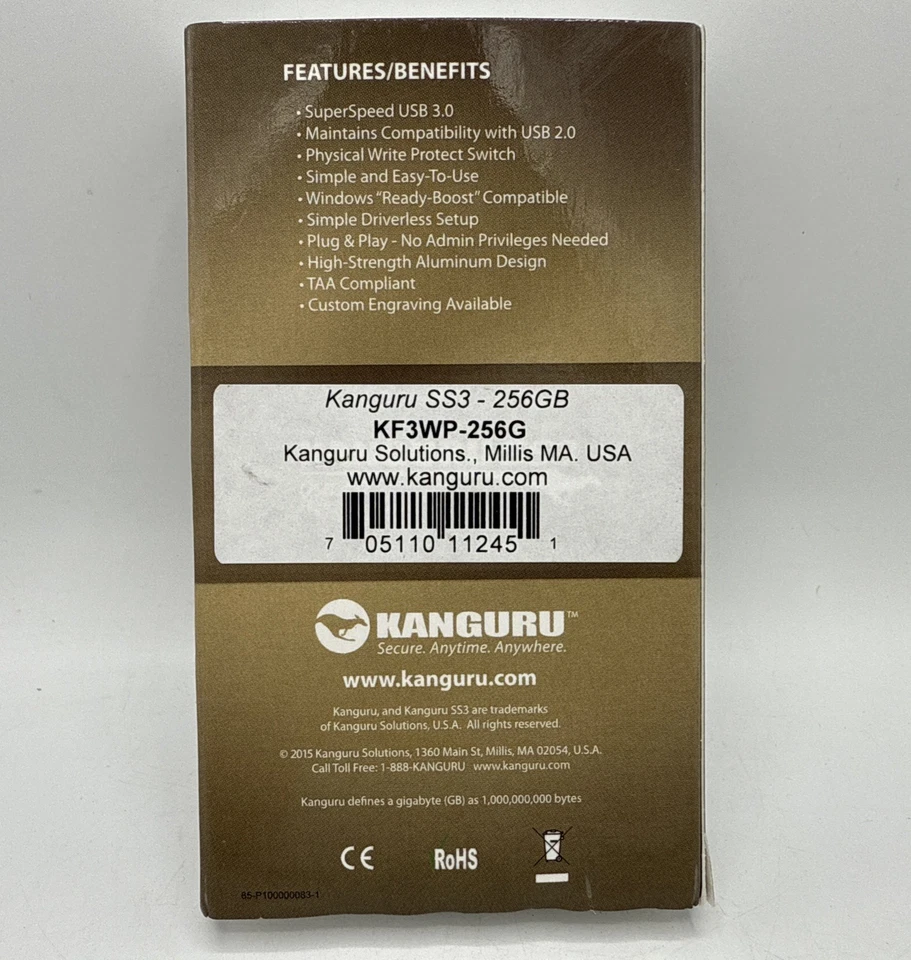 FEATURES/BENEFITS
• SuperSpeed USB 3.0
• Maintains Compatibility with USB 2.0
• Physical Write Protect Switch
• Simple and Easy-To-Use
• Windows "Ready-Boost" Compatible
• Simple Driverless Setup
• Plug & Play - No Admin Privileges Needed
• High-Strength Aluminum Design
• TAA Compliant
• Custom Engraving Available
Kanguru SS3 - 256GB
KF3WP-256G
Kanguru Solutions., Millis MA. USA
www.kanguru.com
7 05110 11245 1
KANGURU™
Secure. Anytime. Anywhere.
www.kanguru.com
Kanguru, and Kanguru SS3 are trademarks
of Kanguru Solutions, U.S.A. All rights reserved.
© 2015 Kanguru Solutions, 1360 Main St, Millis, MA 02054, U.S.A.
Call Toll Free: 1-888-KANGURU www.kanguru.com
Kanguru defines a gigabyte (GB) as 1,000,000,000 bytes
CE RoHS
65-P100000083-1